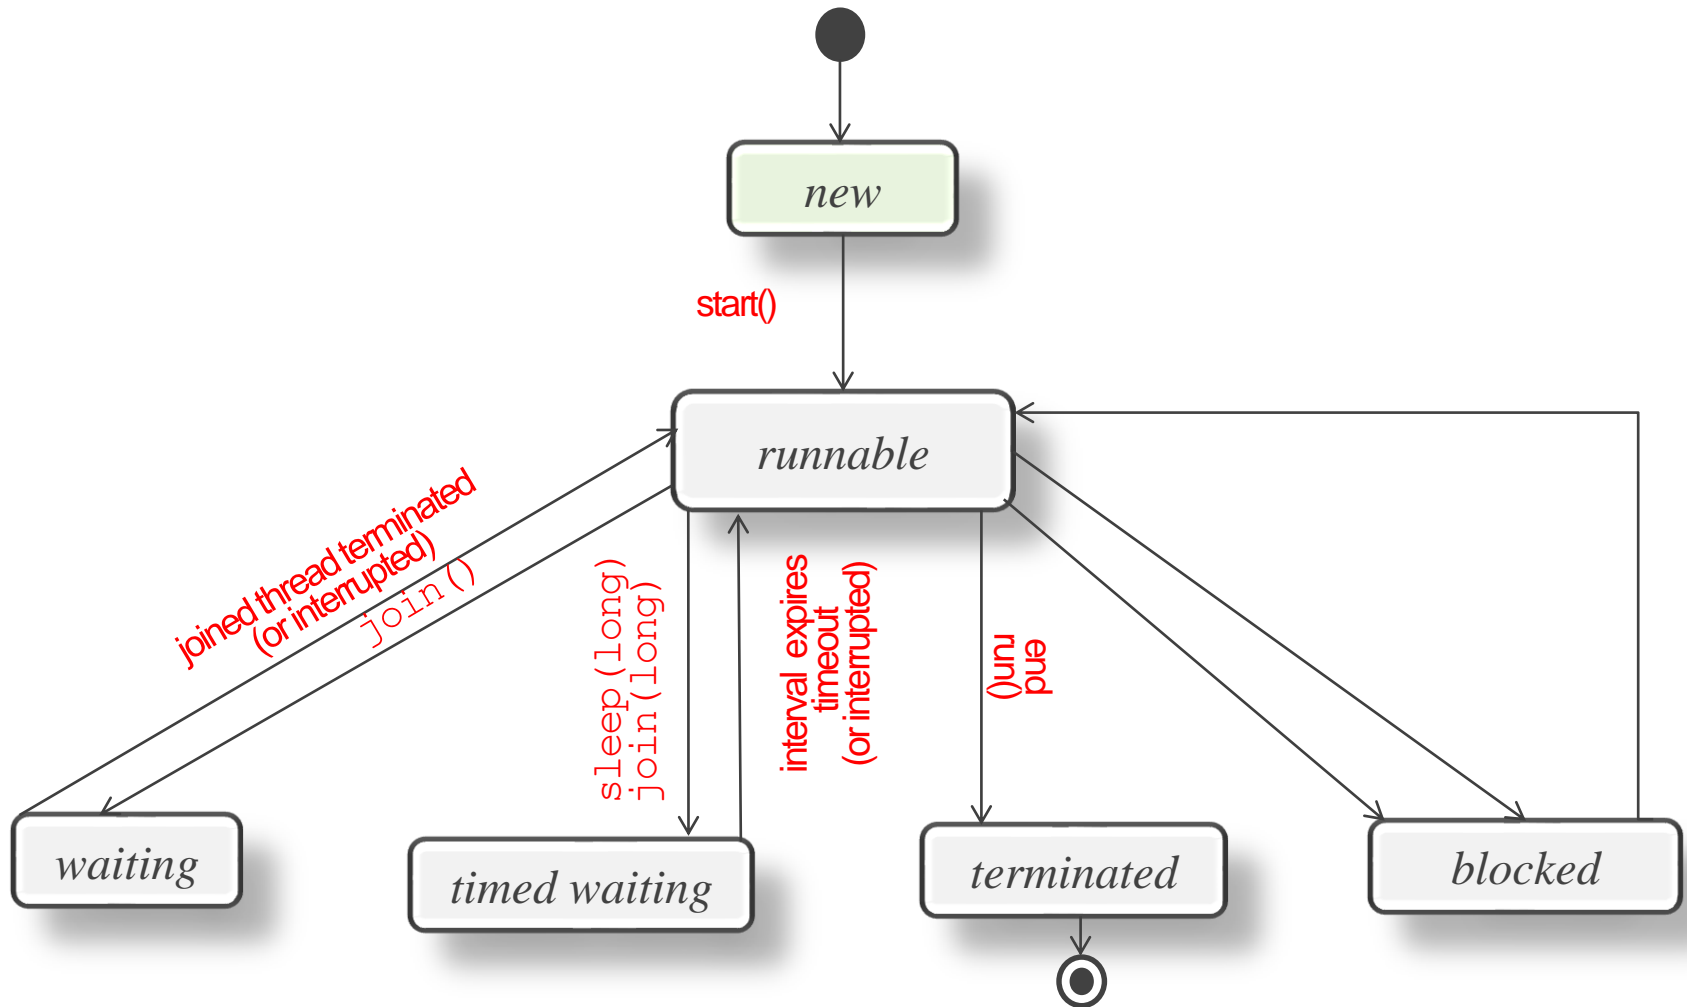 new
start()
runnable
joined thread terminated
(or interrupted)
join()
sleep(long)
join(long)
interval expires
timeout
(or interrupted)
end
run()
waiting
timed waiting
terminated
blocked